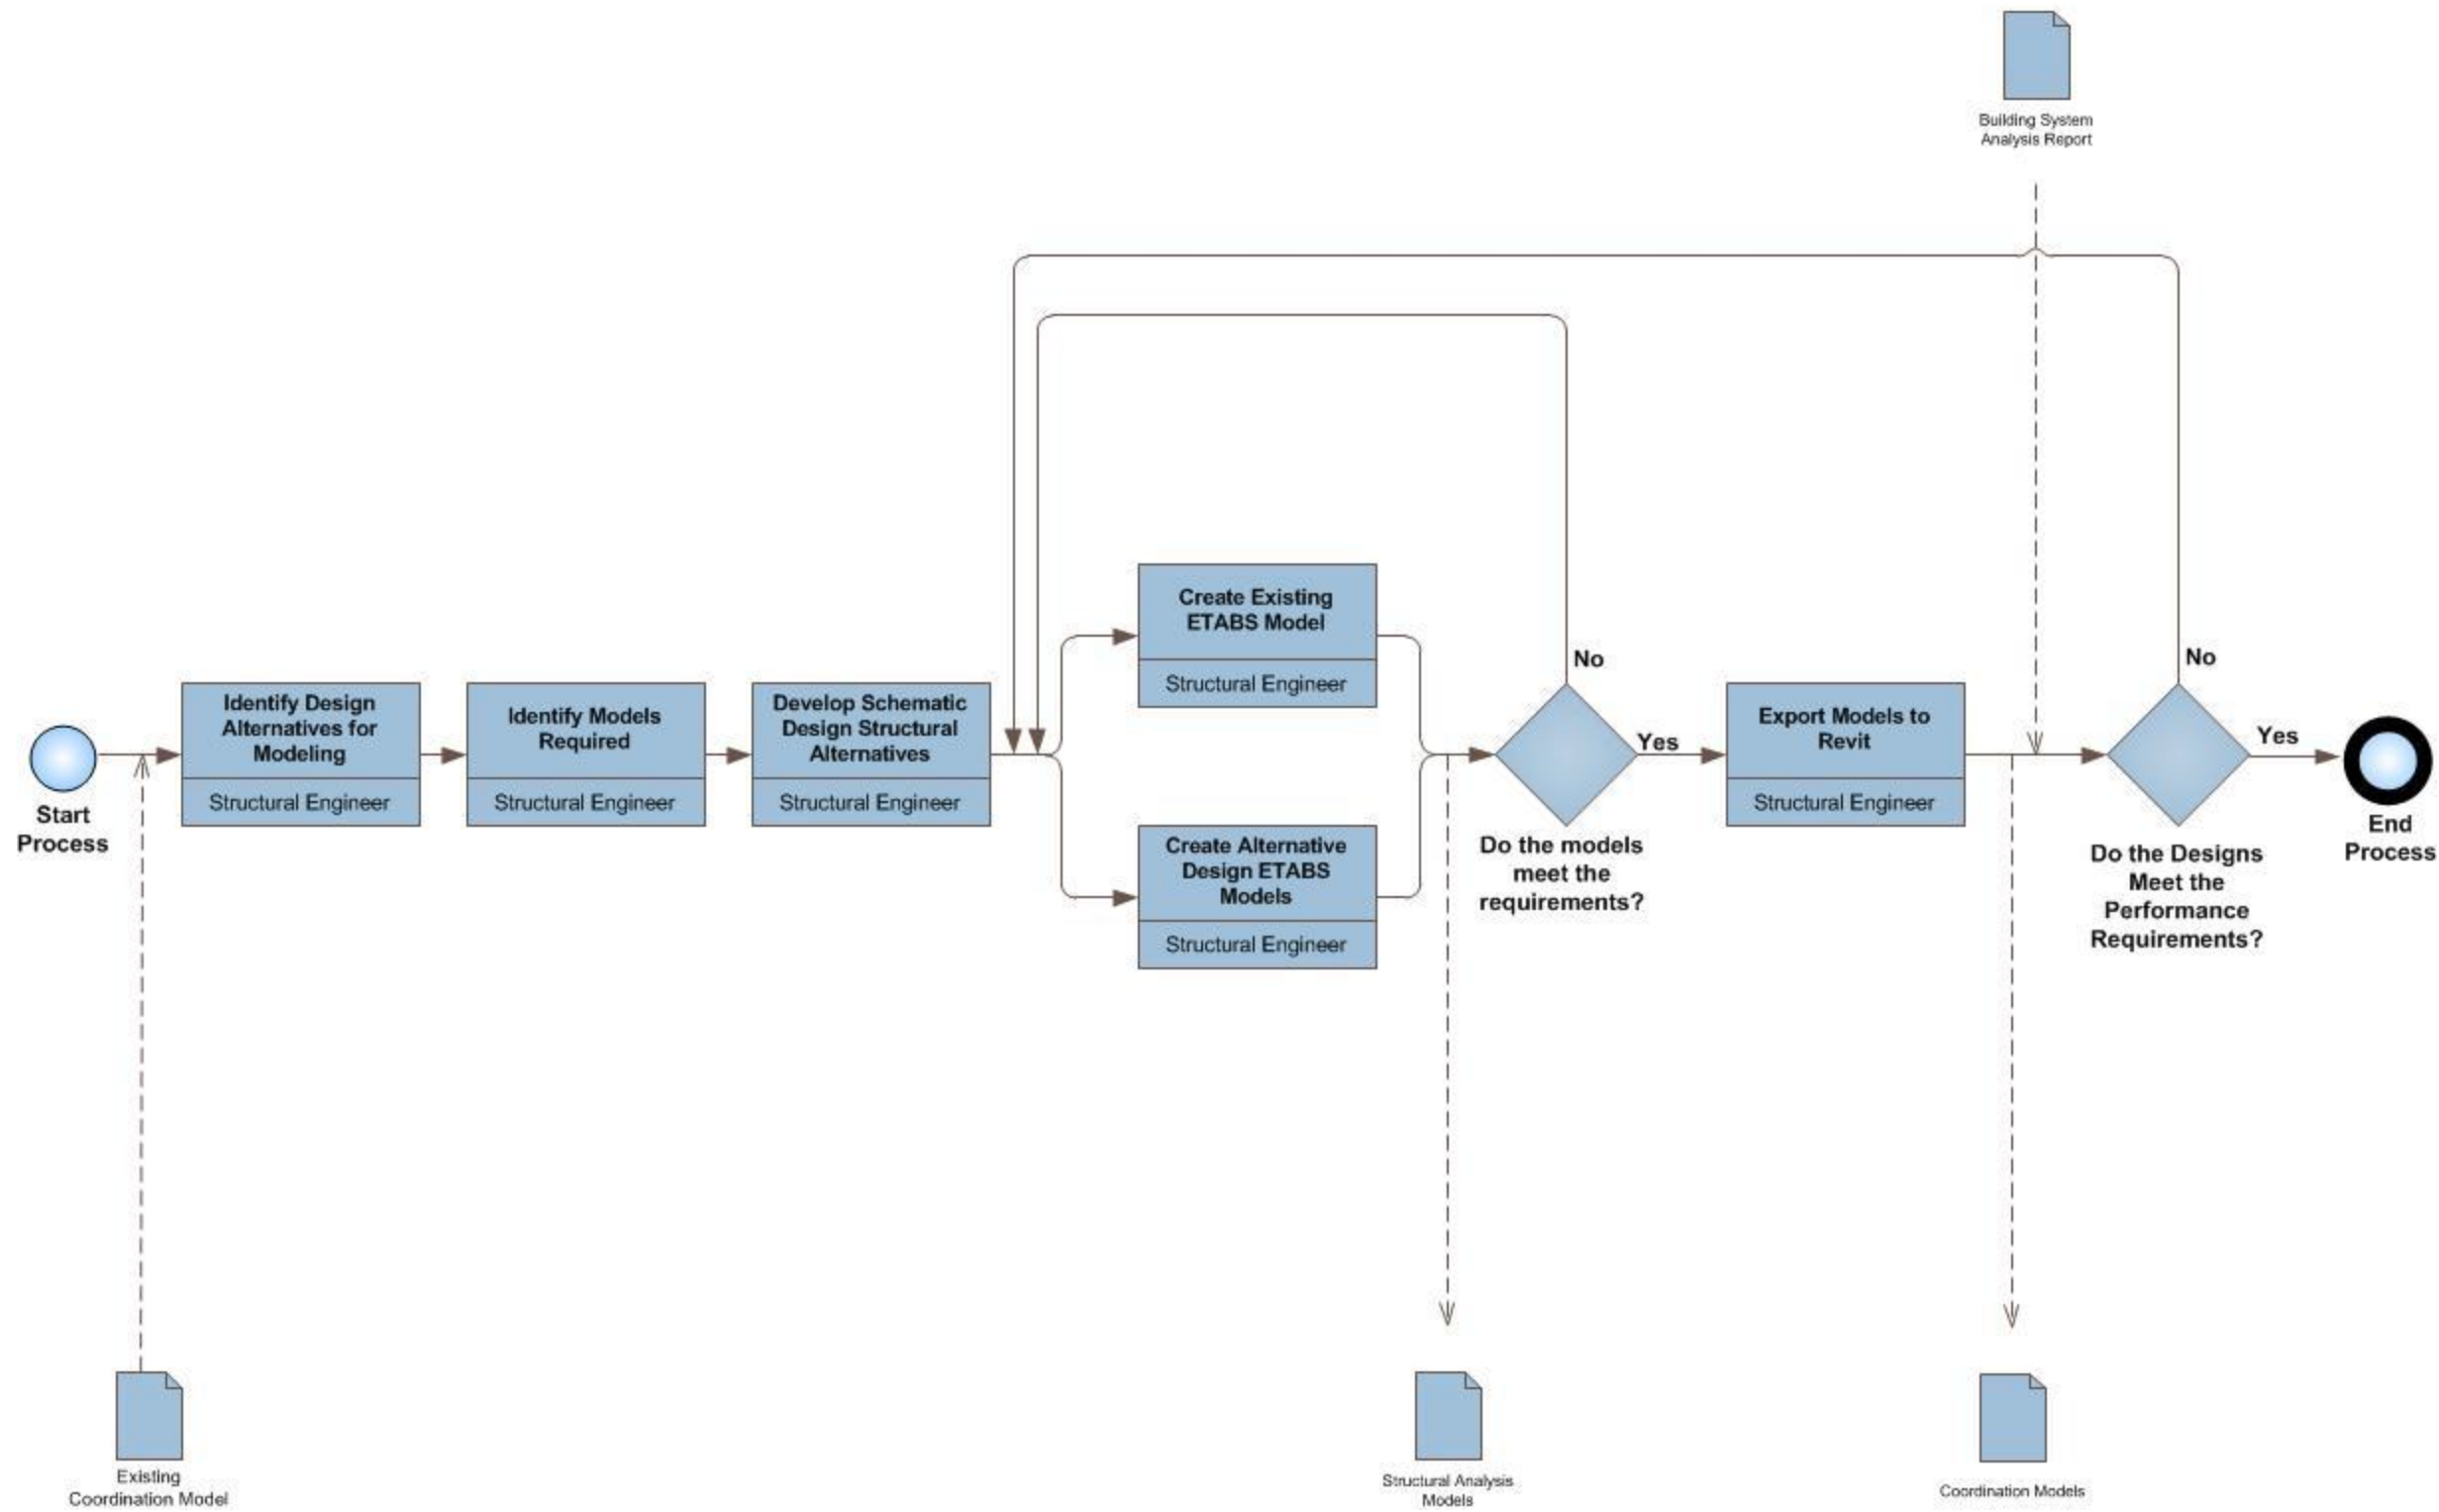 Building System
Analysis Report
Start
Process
Identify Design
Alternatives for
Modeling
Structural Engineer
Identify Models
Required
Structural Engineer
Develop Schematic
Design Structural
Alternatives
Structural Engineer
Create Existing
ETABS Model
Structural Engineer
Create Alternative
Design ETABS
Models
Structural Engineer
No
Yes
Do the models
meet the
requirements?
Export Models to
Revit
Structural Engineer
No
Yes
Do the Designs
Meet the
Performance
Requirements?
End
Process
Existing
Coordination Model
Structural Analysis
Models
Coordination Models